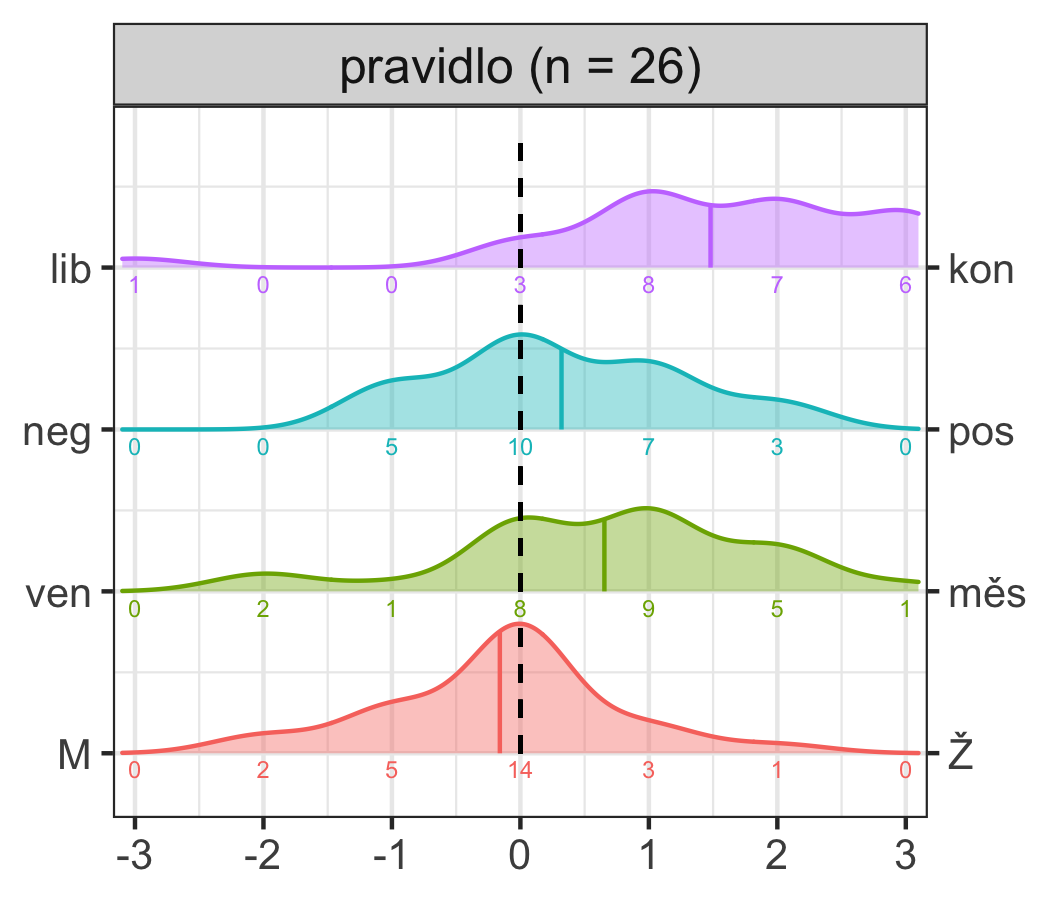 pravidlo (n = 26)
lib kon
1 0 0 3 8 7 6
neg pos
0 0 5 10 7 3 0
ven měs
0 2 1 8 9 5 1
M Ž
0 2 5 14 3 1 0
-3 -2 -1 0 1 2 3